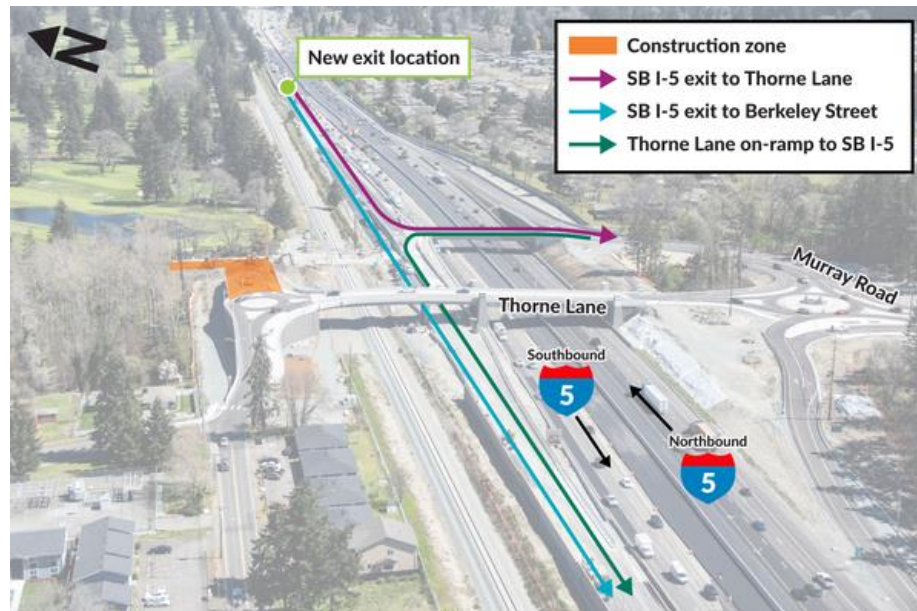 N
New exit location
Construction zone
SB I-5 exit to Thorne Lane
SB I-5 exit to Berkeley Street
Thorne Lane on-ramp to SB I-5
Murray Road
Thorne Lane
Southbound
5
Northbound
5